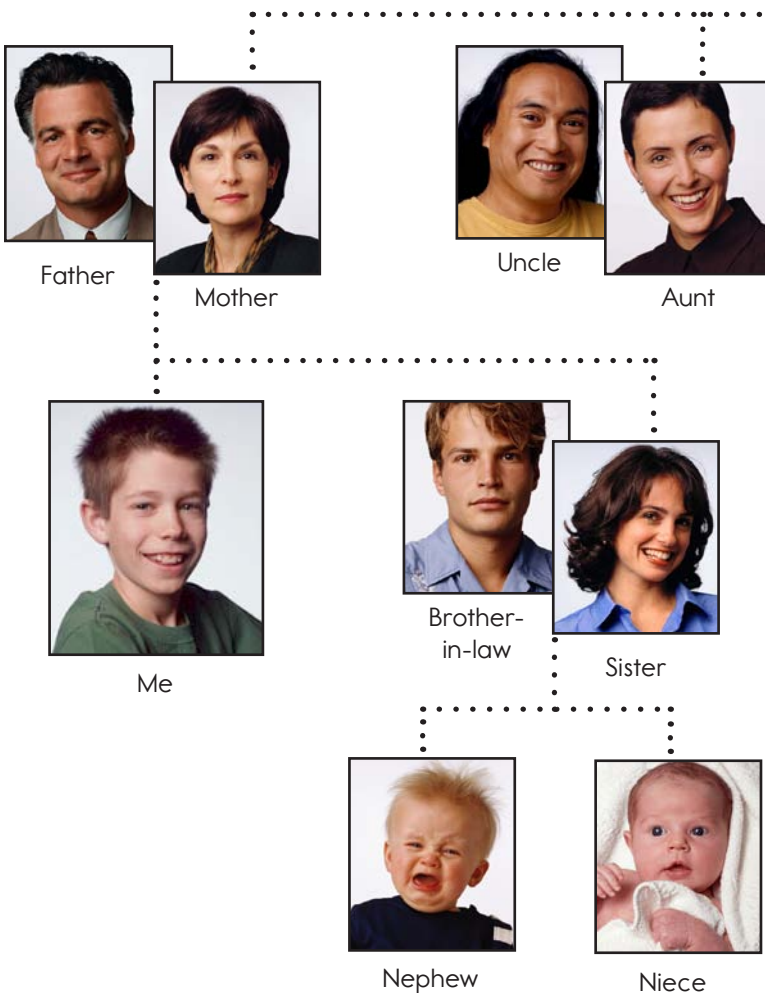 Father
Mother
Uncle
Aunt
Me
Brother-
in-law
Sister
Nephew
Niece